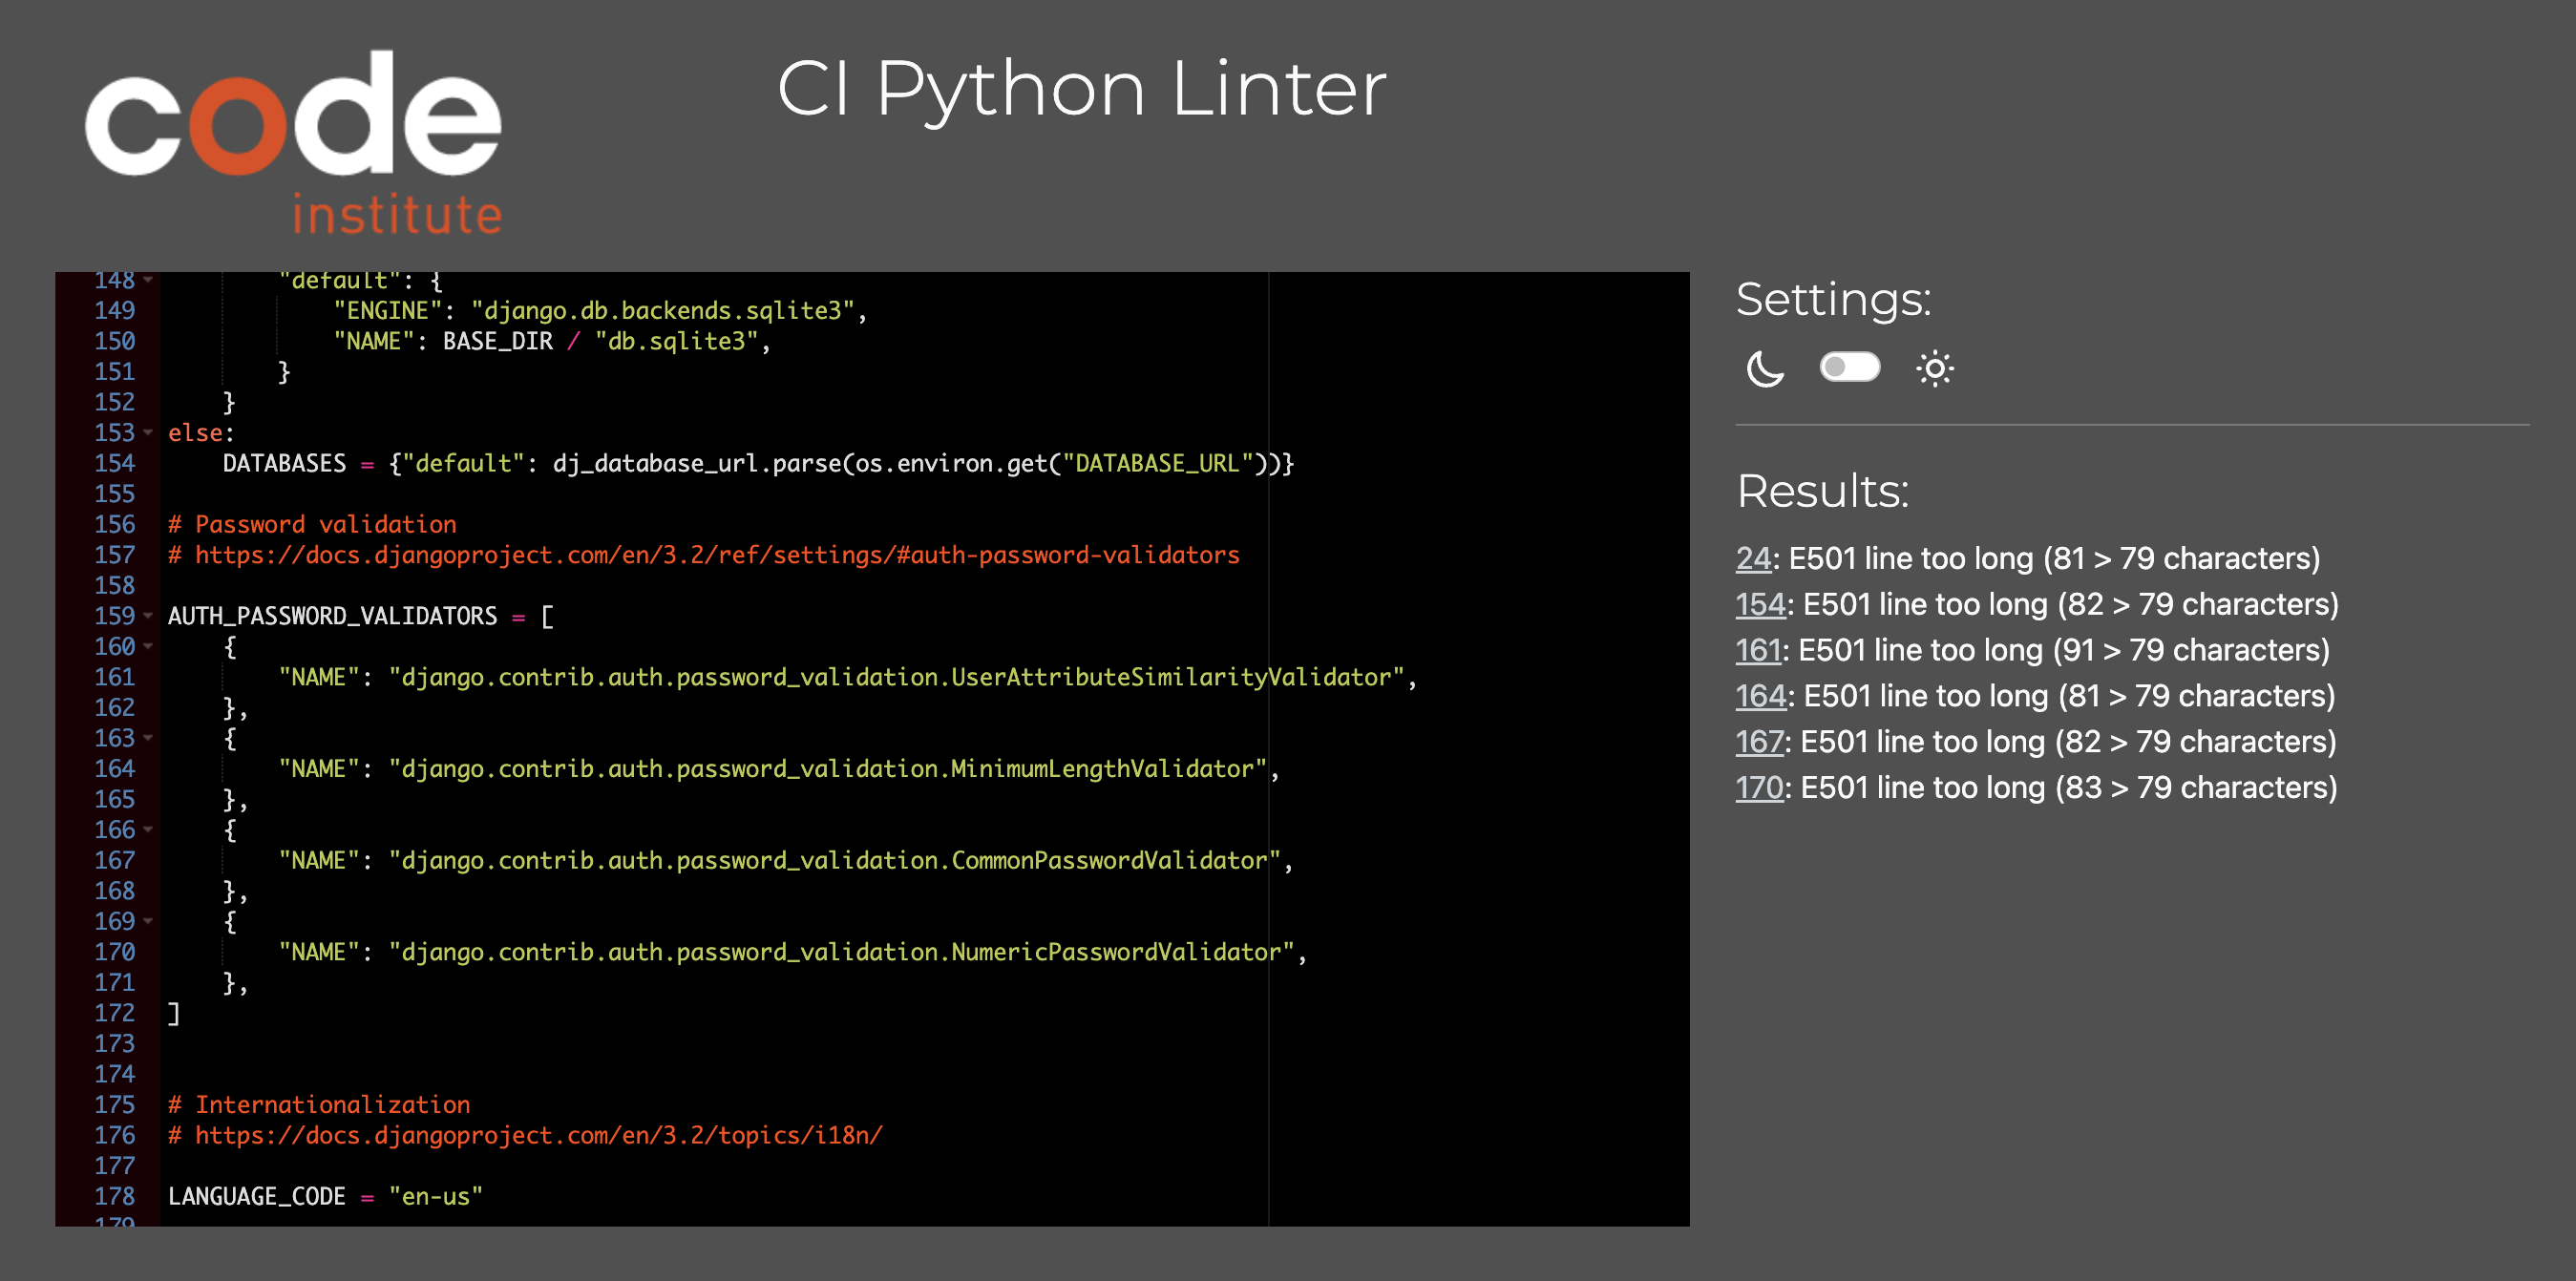 code
institute
CI Python Linter
148 "default": {
149 "ENGINE": "django.db.backends.sqlite3",
150 "NAME": BASE_DIR / "db.sqlite3",
151 }
152 }
153 else:
154 DATABASES = {"default": dj_database_url.parse(os.environ.get("DATABASE_URL"))}
155
156 # Password validation
157 # https://docs.djangoproject.com/en/3.2/ref/settings/#auth-password-validators
158
159 AUTH_PASSWORD_VALIDATORS = [
160 {
161 "NAME": "django.contrib.auth.password_validation.UserAttributeSimilarityValidator",
162 },
163 {
164 "NAME": "django.contrib.auth.password_validation.MinimumLengthValidator",
165 },
166 {
167 "NAME": "django.contrib.auth.password_validation.CommonPasswordValidator",
168 },
169 {
170 "NAME": "django.contrib.auth.password_validation.NumericPasswordValidator",
171 },
172 ]
173
174
175 # Internationalization
176 # https://docs.djangoproject.com/en/3.2/topics/i18n/
177
178 LANGUAGE_CODE = "en-us"
179
Settings:
Results:
24: E501 line too long (81 > 79 characters)
154: E501 line too long (82 > 79 characters)
161: E501 line too long (91 > 79 characters)
164: E501 line too long (81 > 79 characters)
167: E501 line too long (82 > 79 characters)
170: E501 line too long (83 > 79 characters)